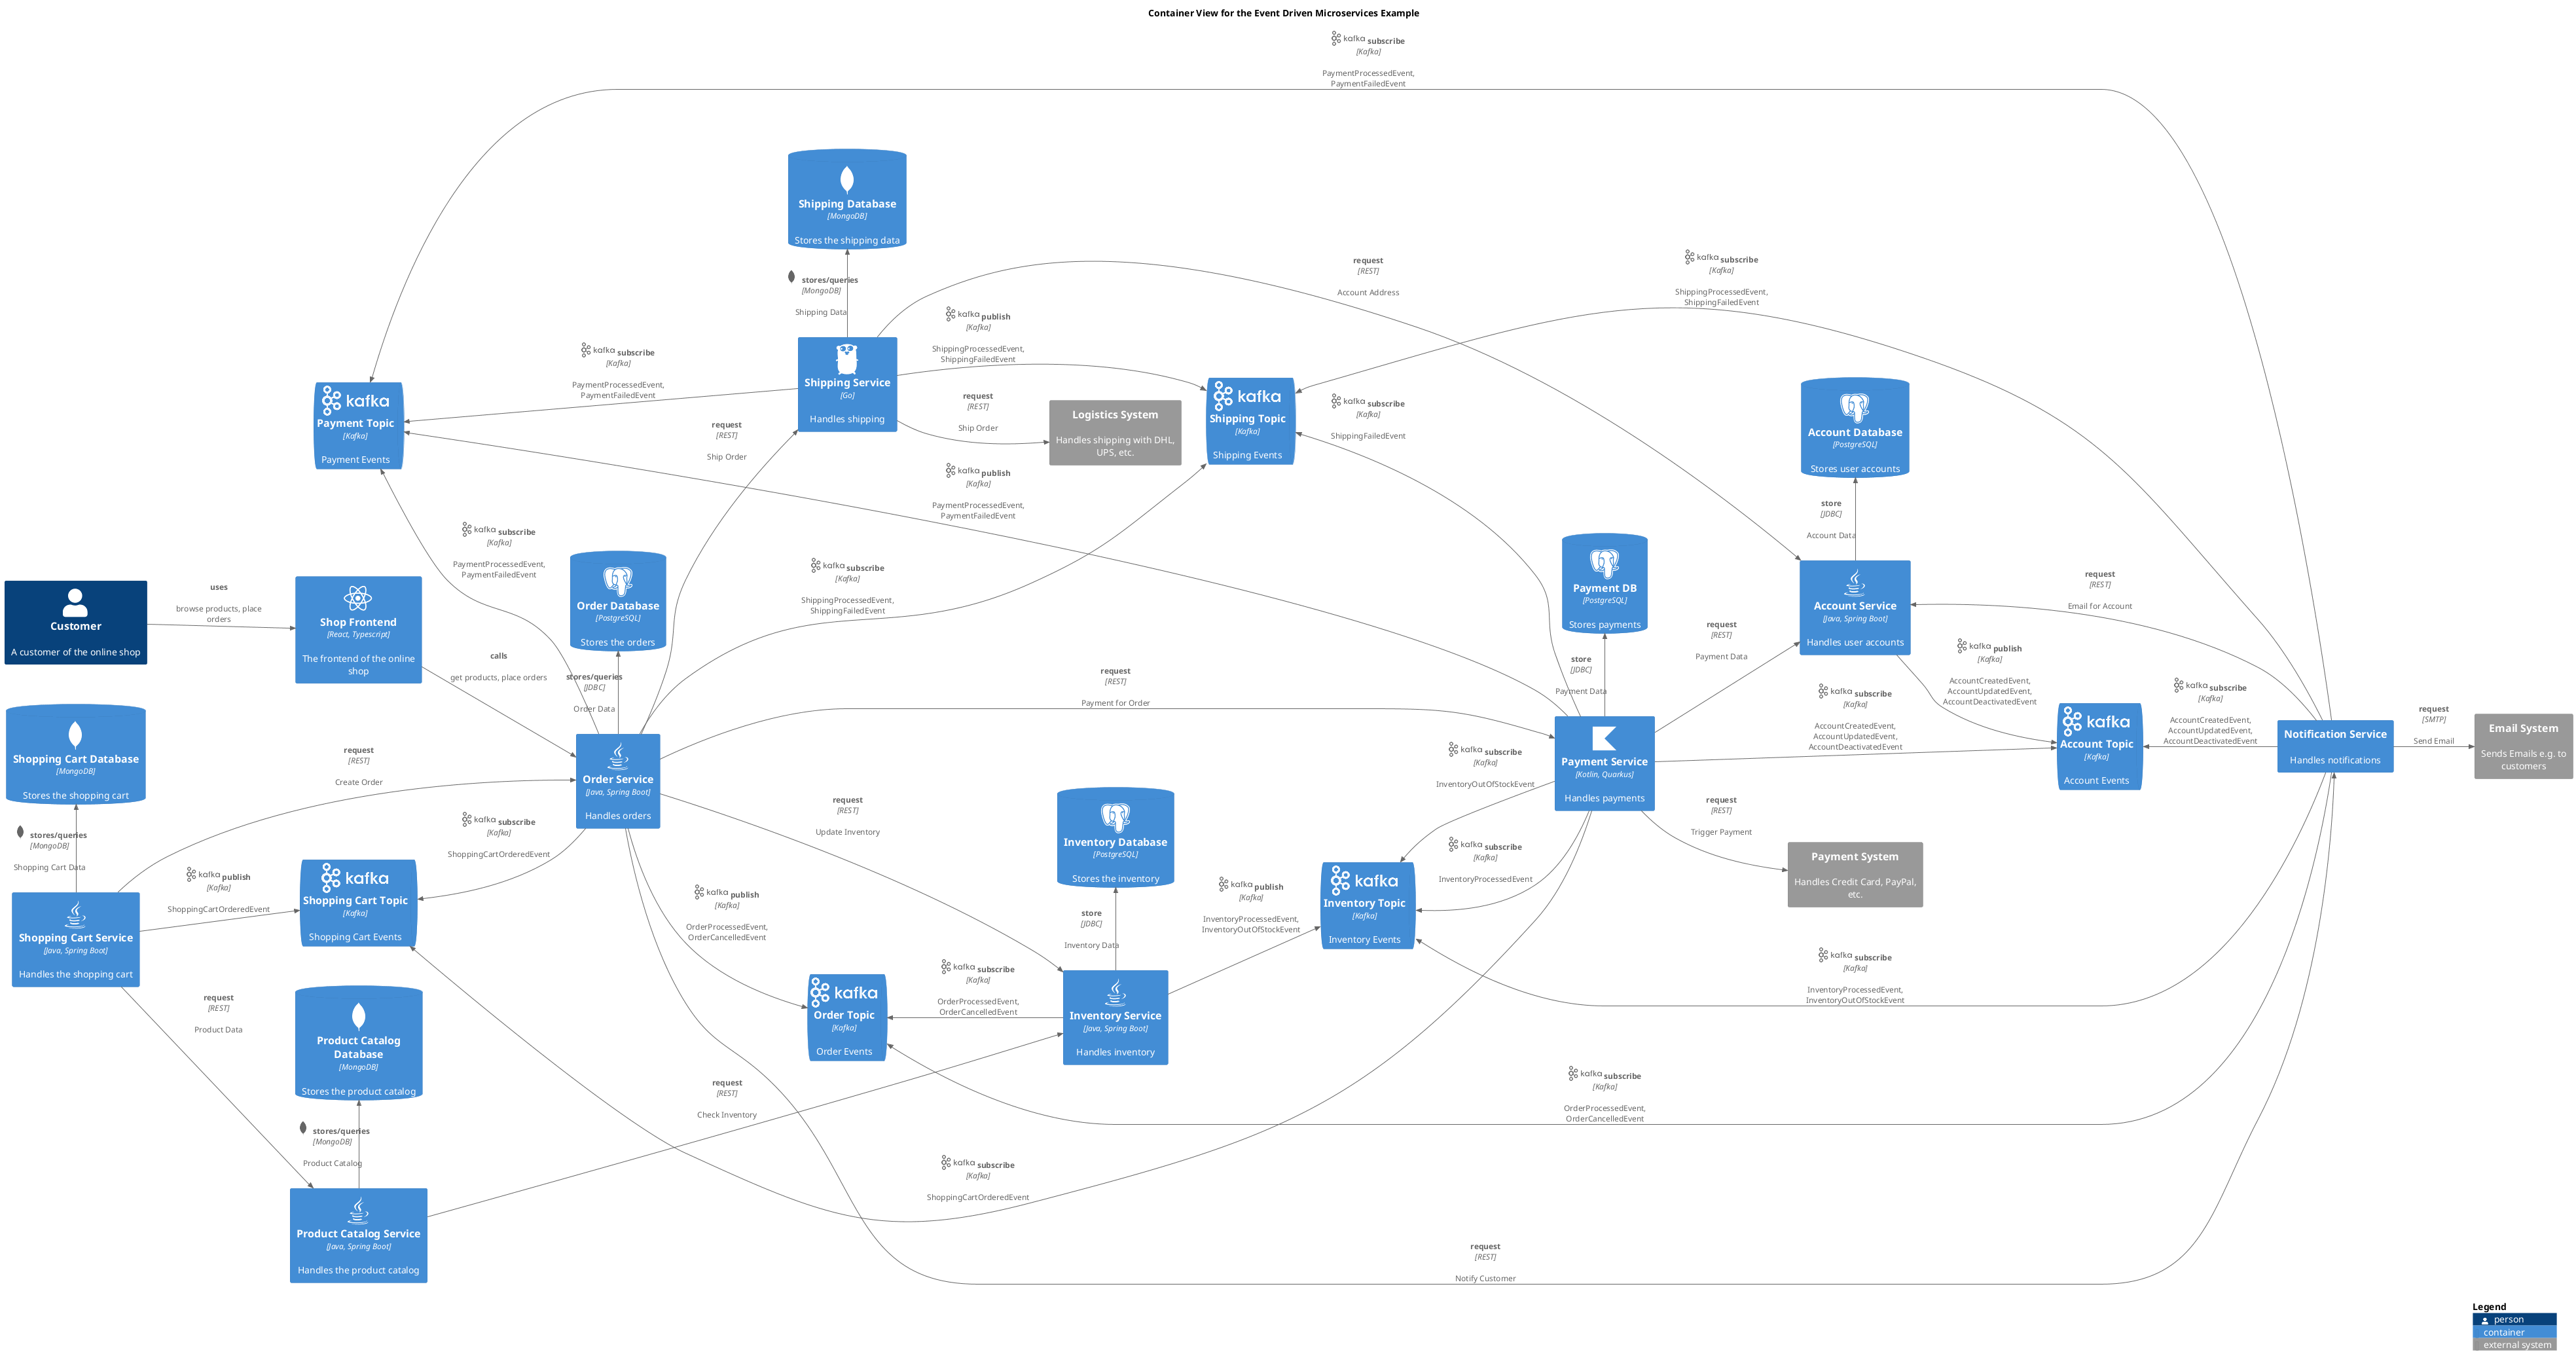 Container View for the Event Driven Microservices Example
kafka subscribe
[Kafka]
PaymentProcessedEvent,
PaymentFailedEvent
Shipping Database
[MongoDB]
Stores the shipping data
stores/queries
[MongoDB]
Shipping Data
request
[REST]
Account Address
kafka subscribe
[Kafka]
ShippingProcessedEvent,
ShippingFailedEvent
kafka publish
[Kafka]
ShippingProcessedEvent,
ShippingFailedEvent
kafka subscribe
[Kafka]
PaymentProcessedEvent,
PaymentFailedEvent
Shipping Service
[Go]
Handles shipping
kafka
Payment Topic
[Kafka]
Payment Events
request
[REST]
Ship Order
request
[REST]
Ship Order
Logistics System
Handles shipping with DHL,
UPS, etc.
kafka
Shipping Topic
[Kafka]
Shipping Events
kafka subscribe
[Kafka]
ShippingFailedEvent
Account Database
[PostgreSQL]
Stores user accounts
kafka publish
[Kafka]
PaymentProcessedEvent,
PaymentFailedEvent
store
[JDBC]
Account Data
kafka subscribe
[Kafka]
PaymentProcessedEvent,
PaymentFailedEvent
Order Database
[PostgreSQL]
Stores the orders
kafka subscribe
[Kafka]
ShippingProcessedEvent,
ShippingFailedEvent
Payment DB
[PostgreSQL]
Stores payments
Customer
A customer of the online shop
uses
browse products, place
orders
Shop Frontend
[React, Typescript]
The frontend of the online
shop
calls
get products, place orders
stores/queries
[JDBC]
Order Data
request
[REST]
Payment for Order
store
[JDBC]
Payment Data
request
[REST]
Payment Data
Account Service
[Java, Spring Boot]
Handles user accounts
request
[REST]
Email for Account
kafka publish
[Kafka]
AccountCreatedEvent,
AccountUpdatedEvent,
AccountDeactivatedEvent
kafka subscribe
[Kafka]
AccountCreatedEvent,
AccountUpdatedEvent,
AccountDeactivatedEvent
kafka subscribe
[Kafka]
AccountCreatedEvent,
AccountUpdatedEvent,
AccountDeactivatedEvent
kafka
Account Topic
[Kafka]
Account Events
Notification Service
Handles notifications
request
[SMTP]
Send Email
Email System
Sends Emails e.g. to
customers
Shopping Cart Database
[MongoDB]
Stores the shopping cart
request
[REST]
Create Order
Order Service
[Java, Spring Boot]
Handles orders
Payment Service
[Kotlin, Quarkus]
Handles payments
kafka subscribe
[Kafka]
InventoryOutOfStockEvent
stores/queries
[MongoDB]
Shopping Cart Data
kafka subscribe
[Kafka]
ShoppingCartOrderedEvent
request
[REST]
Update Inventory
Inventory Database
[PostgreSQL]
Stores the inventory
request
[REST]
Trigger Payment
Payment System
Handles Credit Card, PayPal,
etc.
kafka subscribe
[Kafka]
InventoryProcessedEvent
kafka publish
[Kafka]
ShoppingCartOrderedEvent
kafka
Shopping Cart Topic
[Kafka]
Shopping Cart Events
Shopping Cart Service
[Java, Spring Boot]
Handles the shopping cart
kafka publish
[Kafka]
OrderProcessedEvent,
OrderCancelledEvent
store
[JDBC]
Inventory Data
kafka publish
[Kafka]
InventoryProcessedEvent,
InventoryOutOfStockEvent
kafka
Inventory Topic
[Kafka]
Inventory Events
kafka subscribe
[Kafka]
InventoryProcessedEvent,
InventoryOutOfStockEvent
request
[REST]
Product Data
Product Catalog
Database
[MongoDB]
Stores the product catalog
kafka
Order Topic
[Kafka]
Order Events
kafka subscribe
[Kafka]
OrderProcessedEvent,
OrderCancelledEvent
Inventory Service
[Java, Spring Boot]
Handles inventory
stores/queries
[MongoDB]
Product Catalog
request
[REST]
Check Inventory
kafka subscribe
[Kafka]
OrderProcessedEvent,
OrderCancelledEvent
kafka subscribe
[Kafka]
ShoppingCartOrderedEvent
Product Catalog Service
[Java, Spring Boot]
Handles the product catalog
request
[REST]
Notify Customer
Legend
person
container
external system